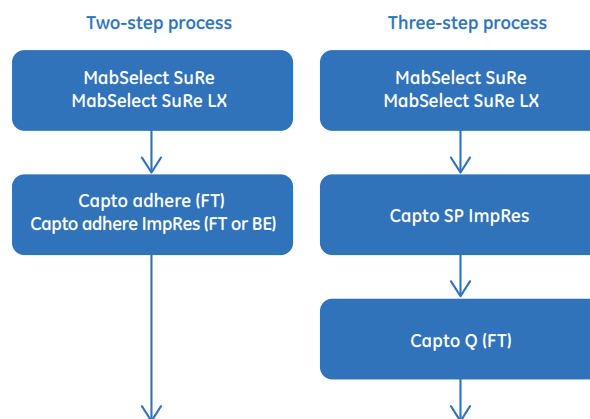 Two-step process
MabSelect SuRe
MabSelect SuRe LX
Capto adhere (FT)
Capto adhere ImpRes (FT or BE)
Three-step process
MabSelect SuRe
MabSelect SuRe LX
Capto SP ImpRes
Capto Q (FT)